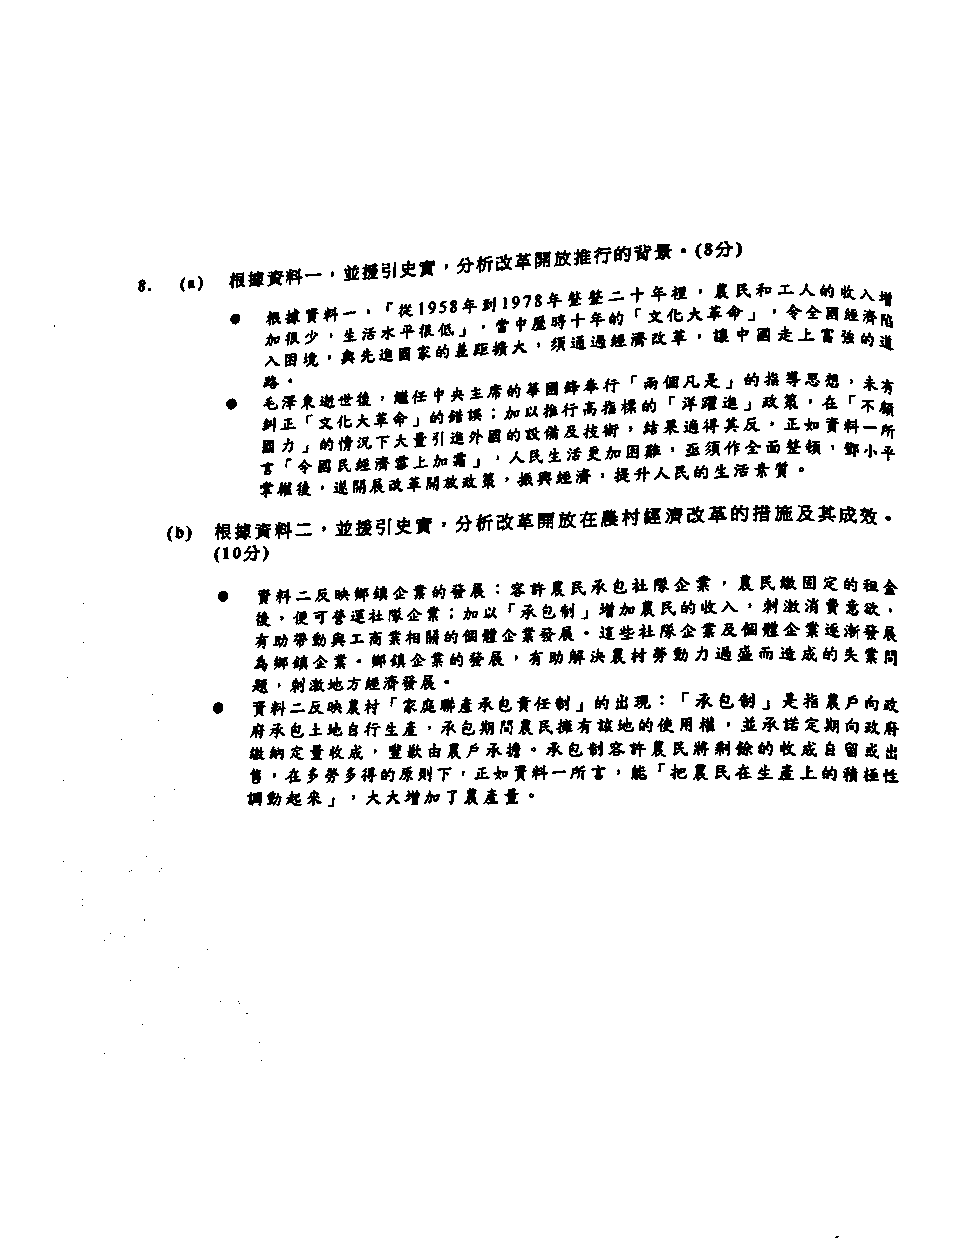 8. (a) 根據資料一，並援引史實，分析改革開放推行的背景。(8分)
● 根據資料一，「從1958年到1978年整整二十年裡，農民和工人的收入增
加很少，生活水平很低」，當中歷時十年的「文化大革命」，令全國經濟陷
入困境，與先進國家的差距擴大，須通過經濟改革，讓中國走上富強的道
路。
● 毛澤東逝世後，繼任中央主席的華國鋒奉行「兩個凡是」的指導思想，未有
糾正「文化大革命」的錯誤；加以推行高指標的「洋躍進」政策，在「不顧
國力」的情況下大量引進外國的設備及技術，結果適得其反，正如資料一所
言「令國民經濟雪上加霜」，人民生活更加困難，亟須作全面整頓，鄧小平
掌權後，遂開展改革開放政策，振興經濟，提升人民的生活素質。
(b) 根據資料二，並援引史實，分析改革開放在農村經濟改革的措施及其成效。
(10分)
● 資料二反映鄉鎮企業的發展：容許農民承包社隊企業，農民繳固定的租金
後，便可營運社隊企業；加以「承包制」增加農民的收入，刺激消費意欲，
有助帶動與工商業相關的個體企業發展。這些社隊企業及個體企業逐漸發展
為鄉鎮企業。鄉鎮企業的發展，有助解決農村勞動力過盛而造成的失業問
題，刺激地方經濟發展。
● 資料二反映農村「家庭聯產承包責任制」的出現：「承包制」是指農戶向政
府承包土地自行生產，承包期間農民擁有該地的使用權，並承諾定期向政府
繳納定量收成，豐歉由農戶承擔。承包制容許農民將剩餘的收成自留或出
售，在多勞多得的原則下，正如資料一所言，能「把農民在生產上的積極性
調動起來」，大大增加了農產量。